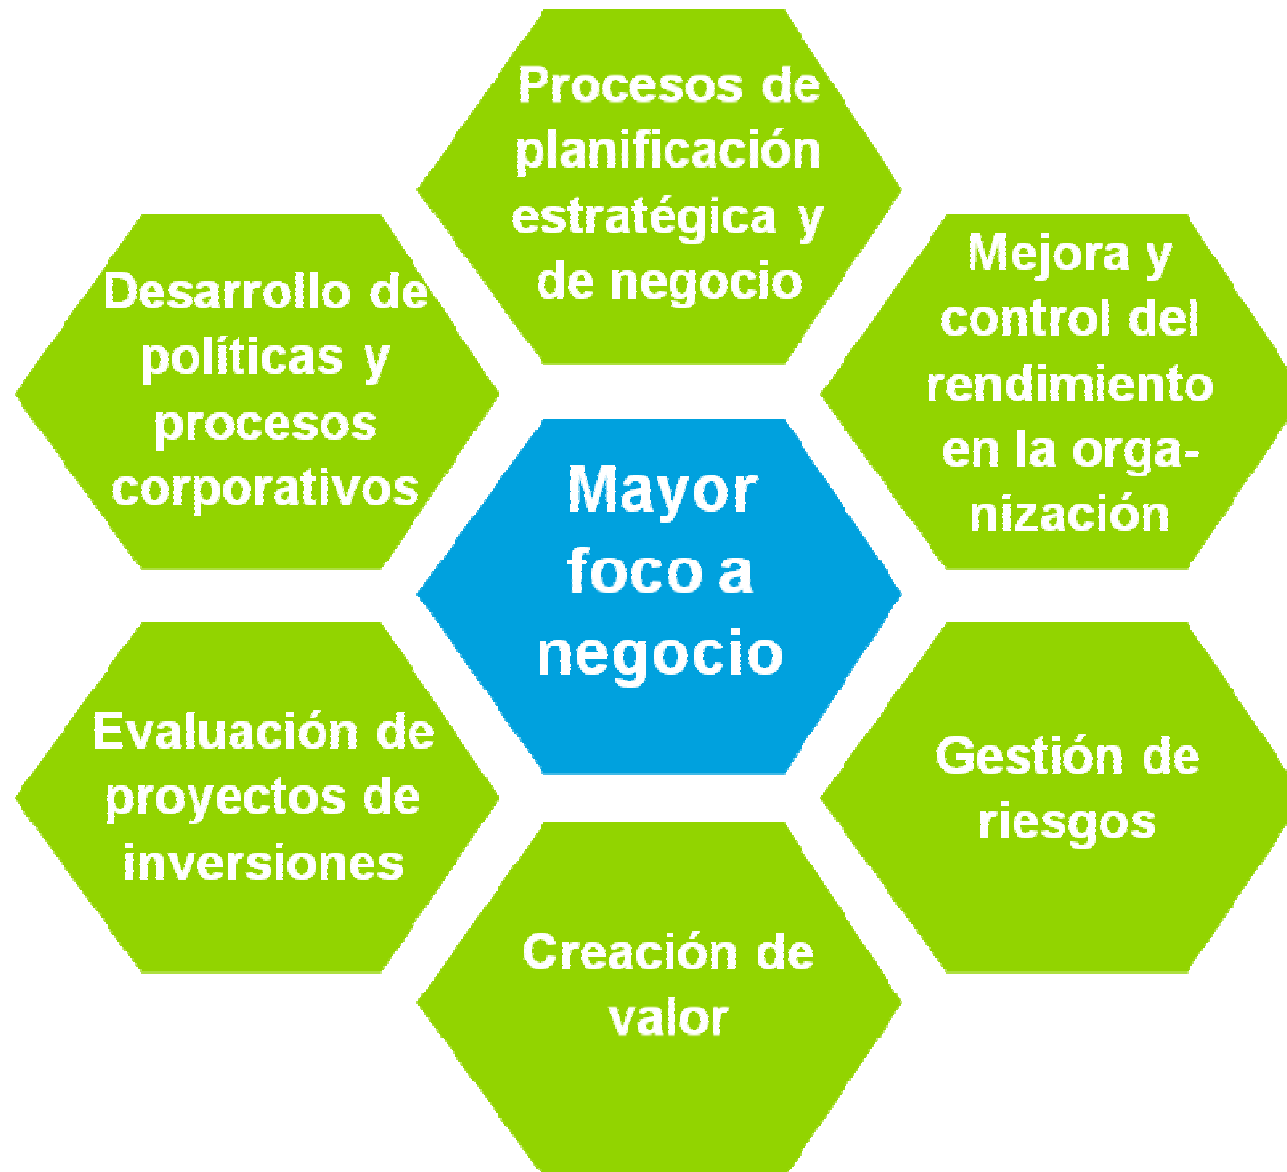 Procesos de
planificación
estratégica y
de negocio
Mejora y
control del
rendimiento
en la orga-
nización
Desarrollo de
políticas y
procesos
corporativos
Mayor
foco a
negocio
Evaluación de
proyectos de
inversiones
Gestión de
riesgos
Creación de
valor